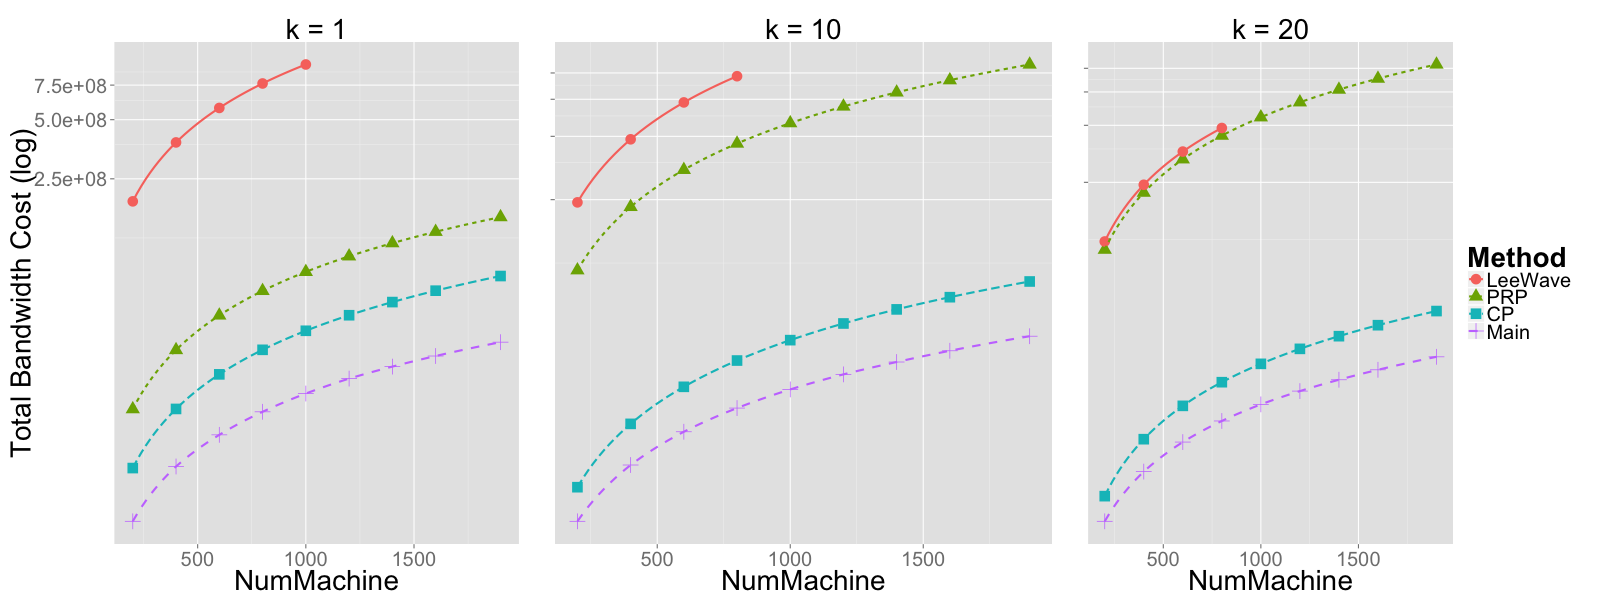 k = 1
k = 10
k = 20
Total Bandwidth Cost (log)
7.5e+08
5.0e+08
2.5e+08
500 1000 1500
500 1000 1500
500 1000 1500
NumMachine
NumMachine
NumMachine
Method
LeeWave
PRP
CP
Main